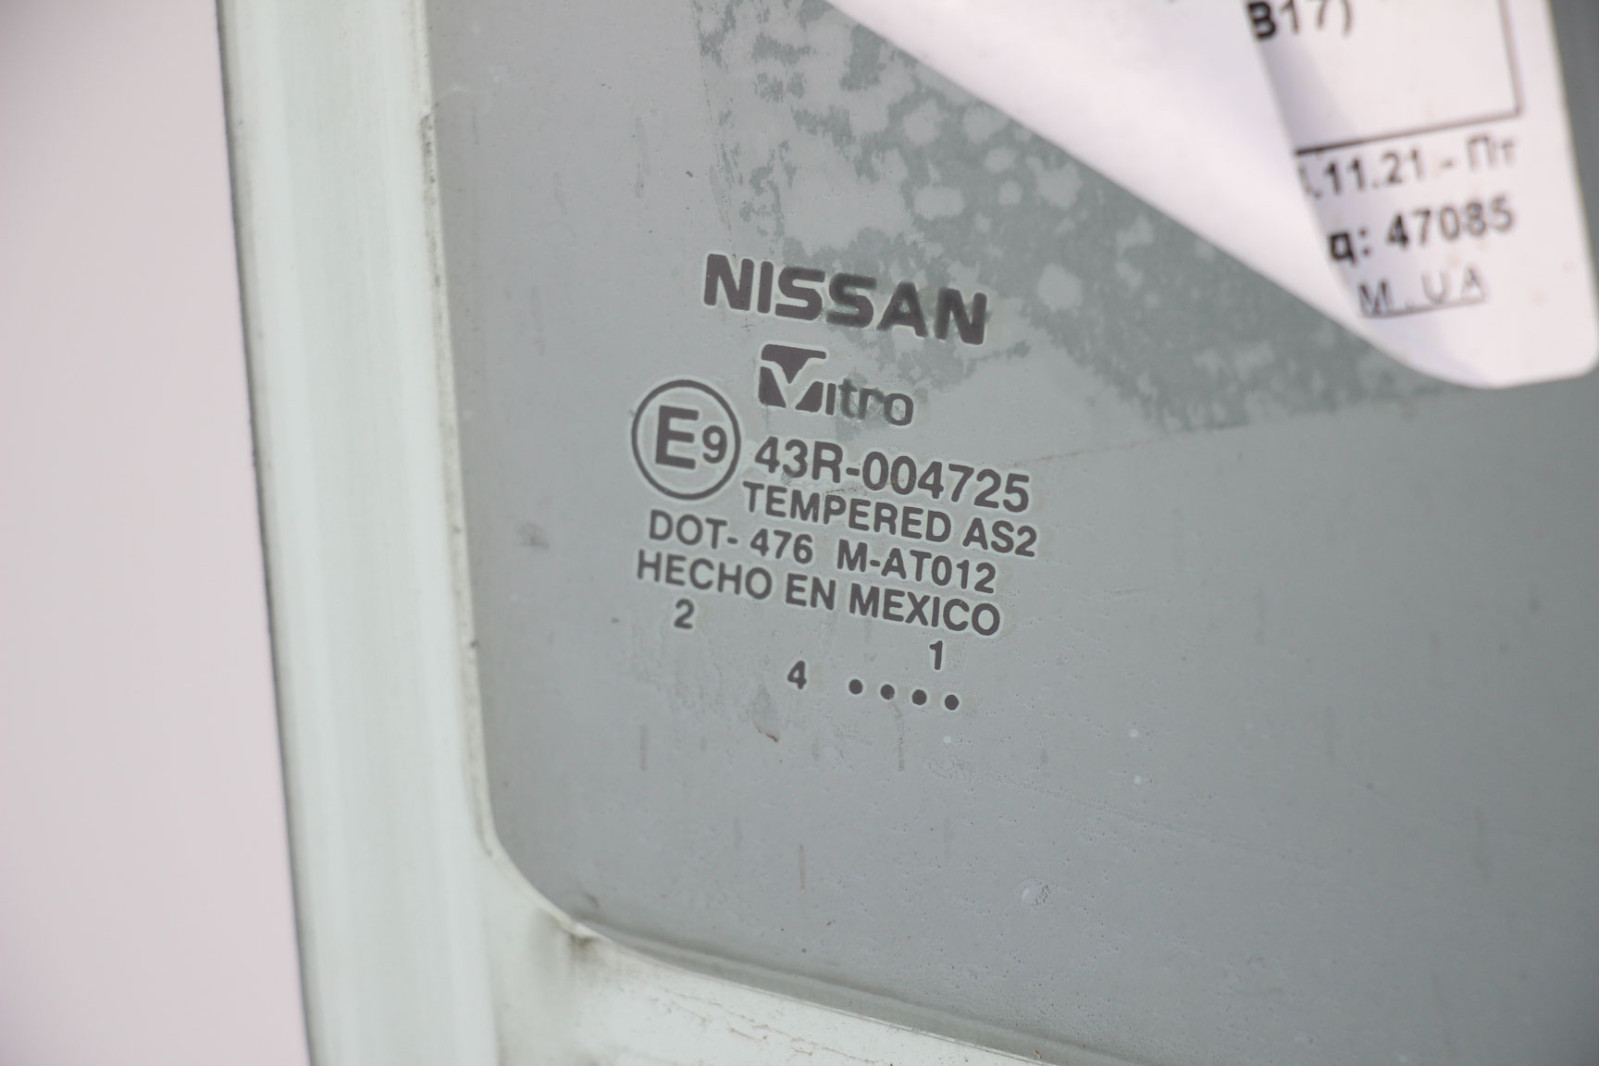 B17)
.11.21 - Пт
д: 47085
M.UA
NISSAN
Vitro
E9 43R-004725
TEMPERED AS2
DOT- 476 M-AT012
HECHO EN MEXICO
2 1
4 ••••